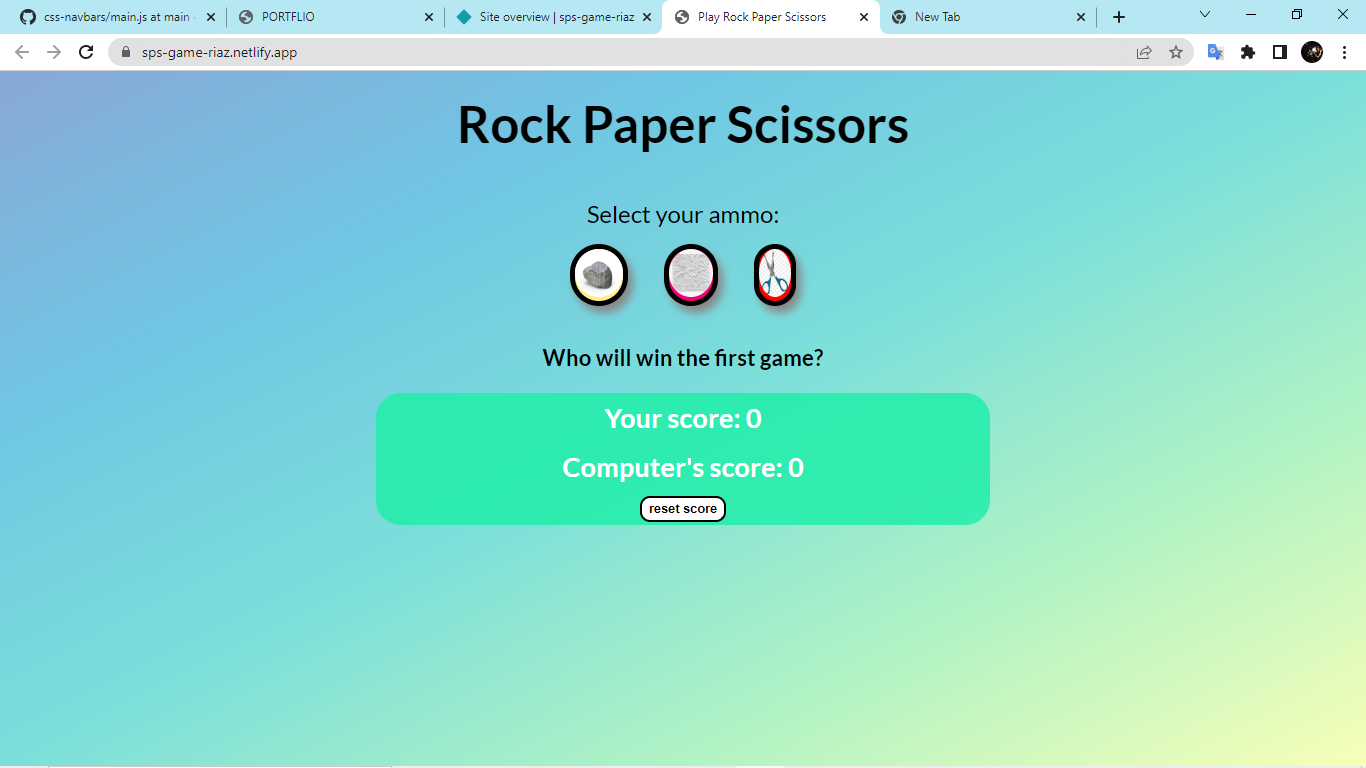 css-navbars/main.js at main
PORTFLIO
Site overview | sps-game-riaz
Play Rock Paper Scissors
New Tab
sps-game-riaz.netlify.app
Rock Paper Scissors
Select your ammo:
Who will win the first game?
Your score: 0
Computer's score: 0
reset score